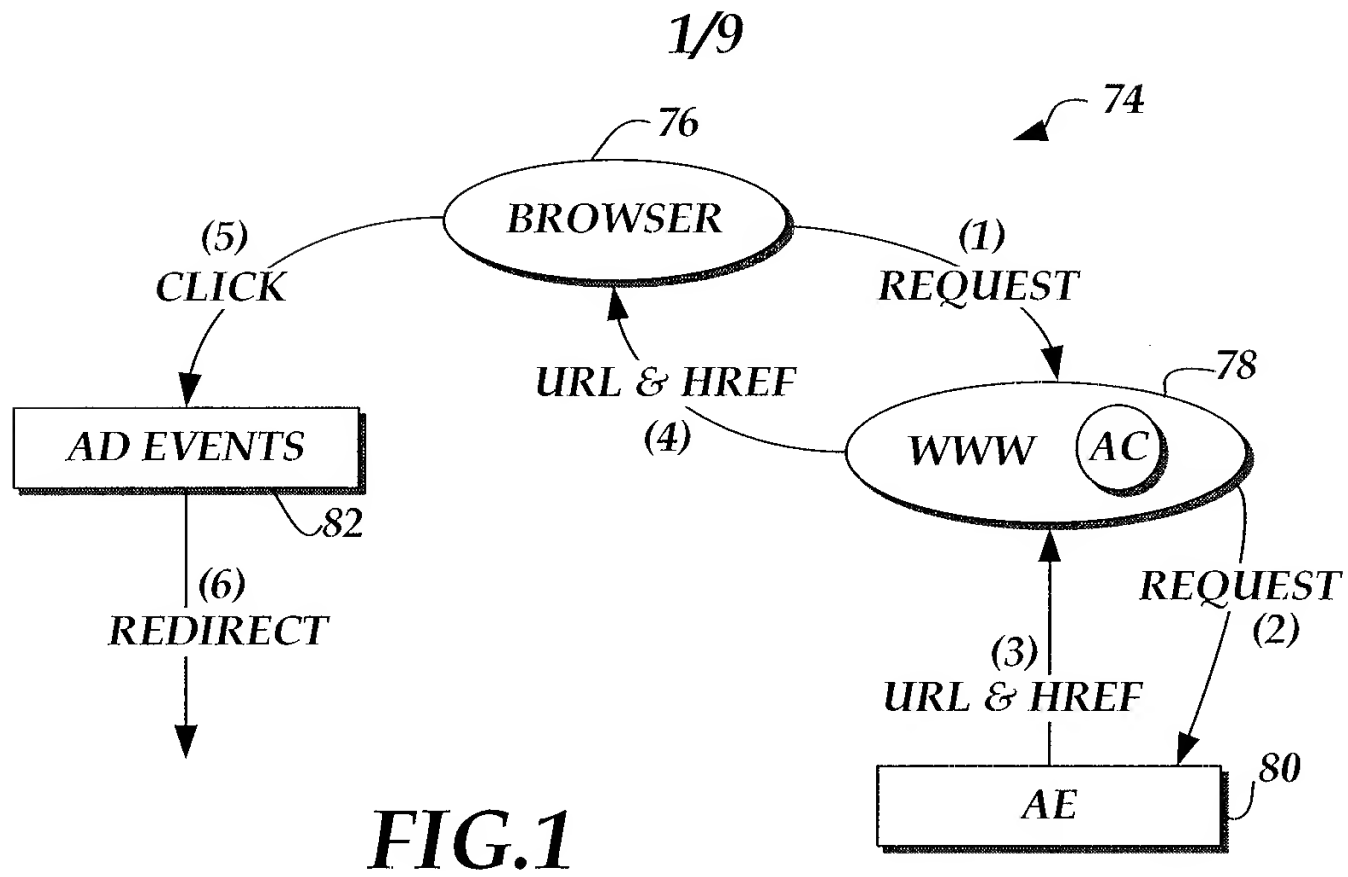 1/9
74
76
BROWSER
(5)
CLICK
(1)
REQUEST
URL & HREF
(4)
78
WWW
AC
AD EVENTS
82
(6)
REDIRECT
REQUEST
(2)
(3)
URL & HREF
AE
80
FIG.1